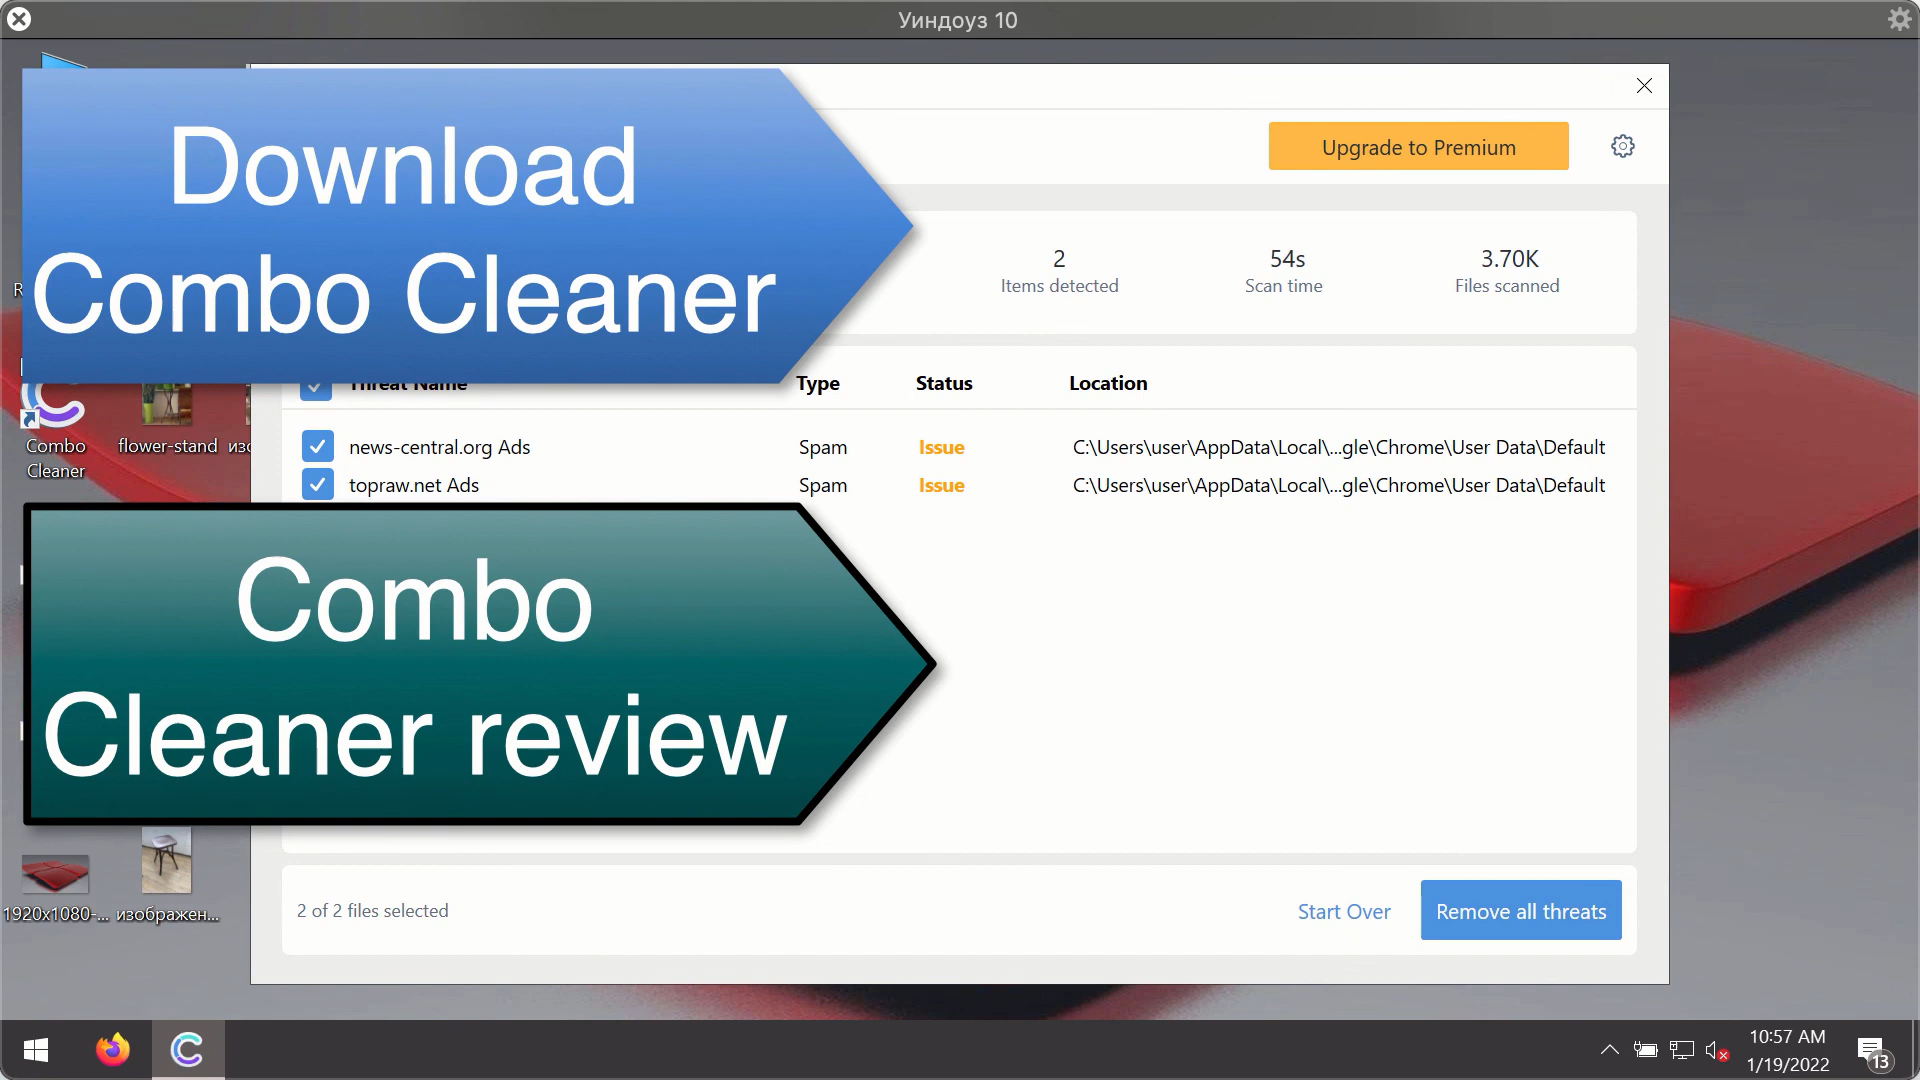 Уиндоуз 10
Download
Combo Cleaner
Upgrade to Premium
2
Items detected
54s
Scan time
3.70K
Files scanned
Threat Name
Type
Status
Location
news-central.org Ads
Spam
Issue
C:\Users\user\AppData\Local\...gle\Chrome\User Data\Default
topraw.net Ads
Spam
Issue
C:\Users\user\AppData\Local\...gle\Chrome\User Data\Default
Combo
Cleaner
flower-stand
Combo
Cleaner review
1920x1080-...
изображен...
2 of 2 files selected
Start Over
Remove all threats
10:57 AM
1/19/2022
13